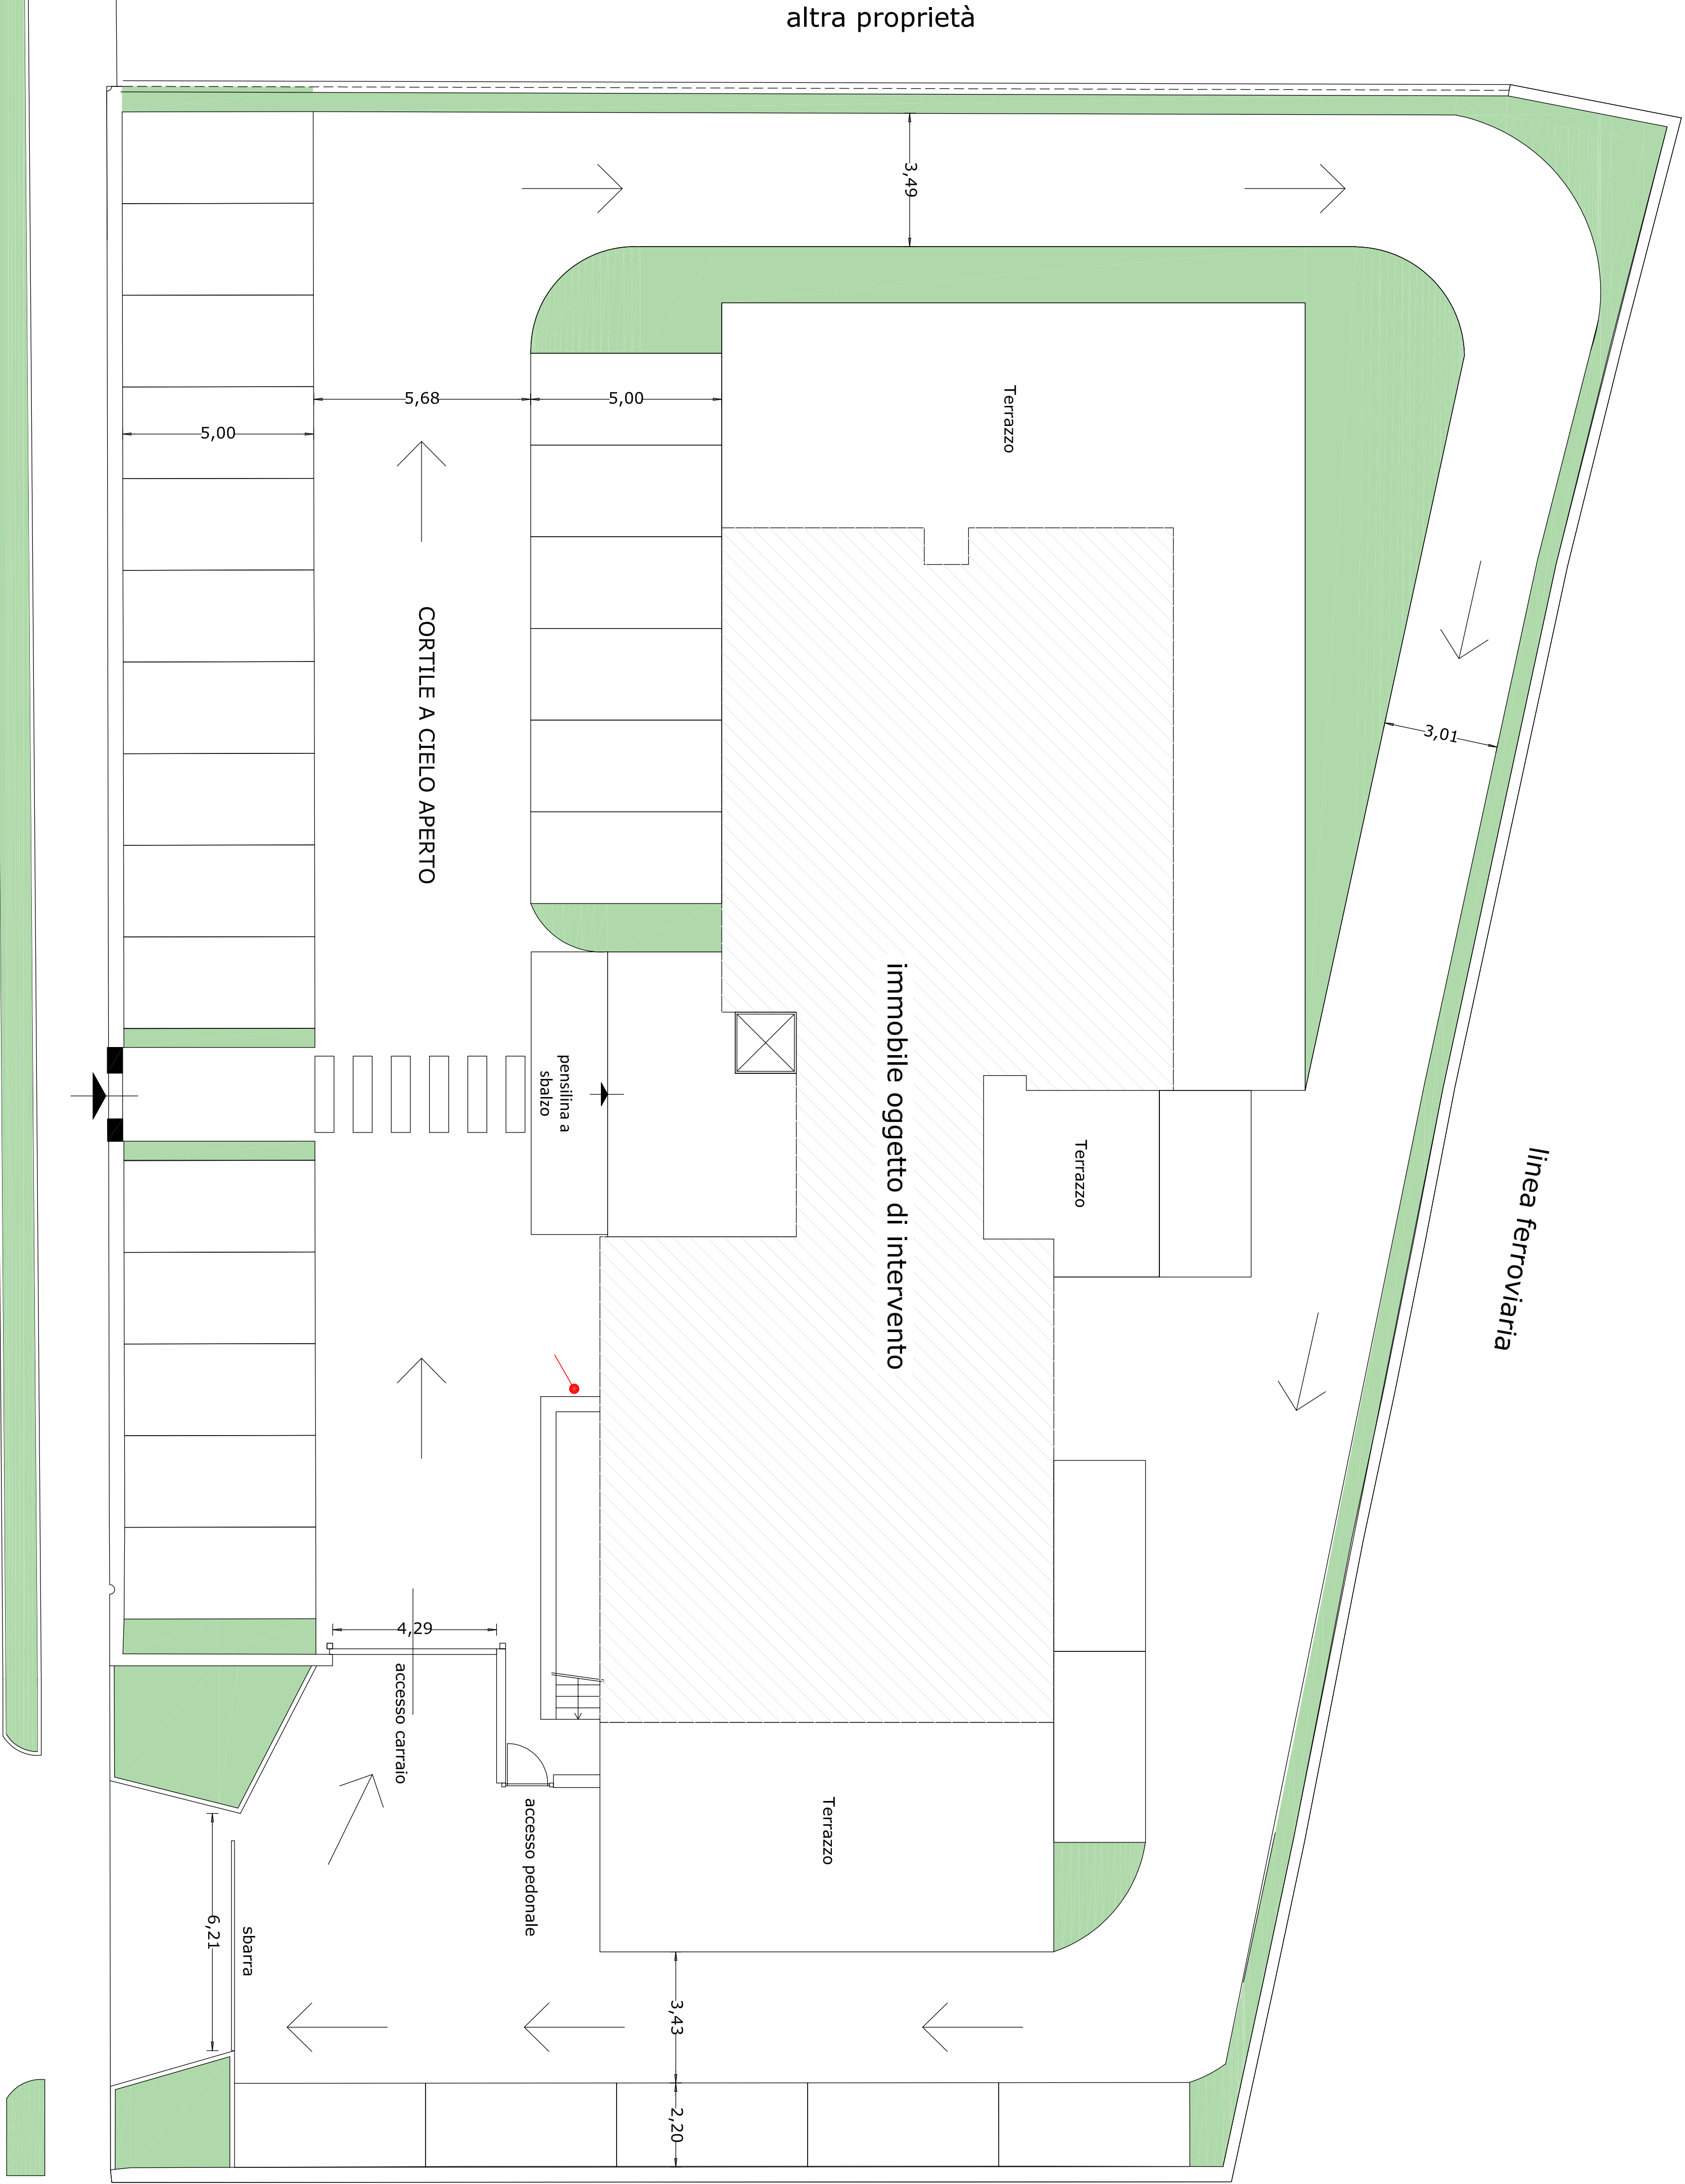 altra proprietà
3,49
5,68
5,00
Terrazzo
5,00
CORTILE A CIELO APERTO
3,01
immobile oggetto di intervento
pensilina a
sbalzo
Terrazzo
linea ferroviaria
4,29
accesso carraio
accesso pedonale
Terrazzo
6,21
sbarra
3,43
2,20